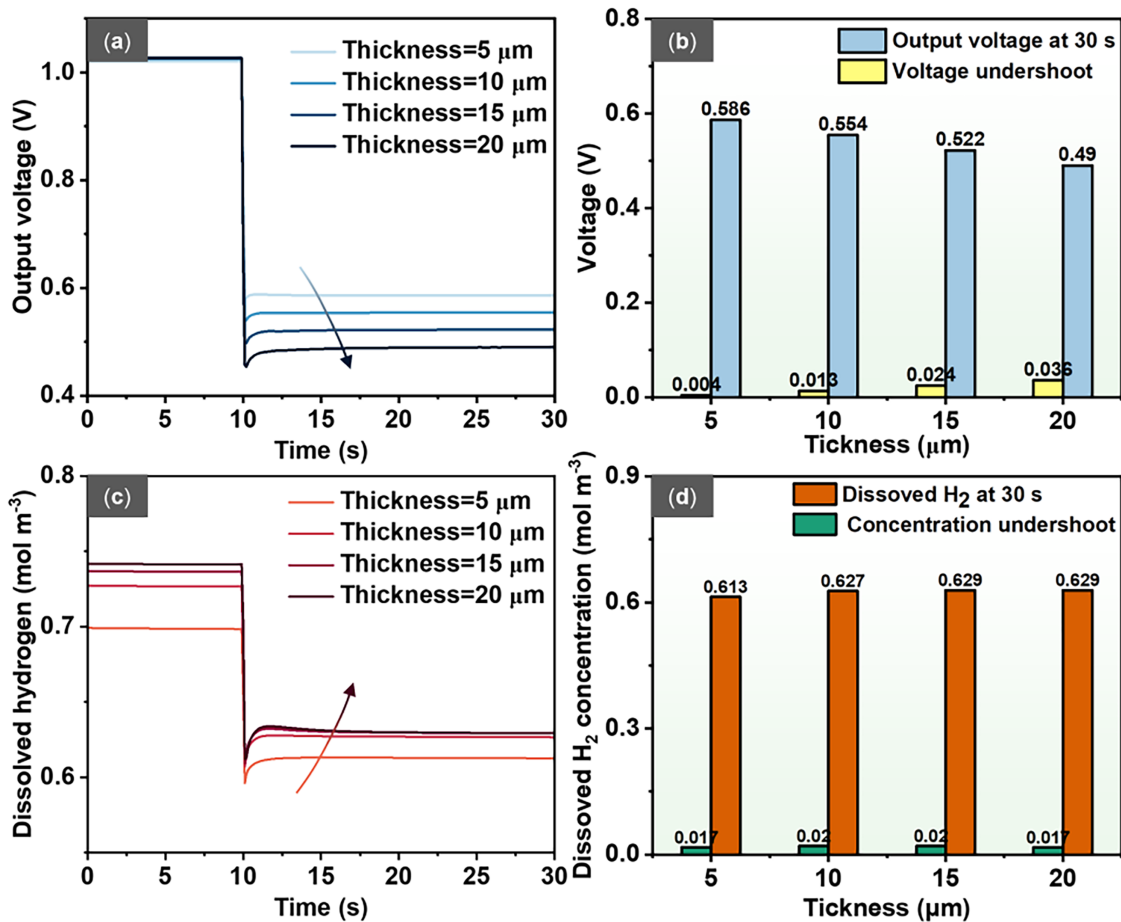 (a)
Thickness=5 μm
Thickness=10 μm
Thickness=15 μm
Thickness=20 μm
Output voltage (V)
1.0
0.8
0.6
0.4
0 5 10 15 20 25 30
Time (s)
(b)
Output voltage at 30 s
Voltage undershoot
Voltage (V)
0.8
0.6
0.4
0.2
0.0
0.586
0.554
0.522
0.49
0.004
0.013
0.024
0.036
5 10 15 20
Tickness (μm)
(c)
Thickness=5 μm
Thickness=10 μm
Thickness=15 μm
Thickness=20 μm
Dissolved hydrogen (mol m⁻³)
0.8
0.7
0.6
0 5 10 15 20 25 30
Time (s)
(d)
Dissoved H₂ at 30 s
Concentration undershoot
Dissoved H₂ concentration (mol m⁻³)
0.9
0.6
0.3
0.0
0.613
0.627
0.629
0.629
0.017
0.02
0.02
0.017
5 10 15 20
Tickness (μm)